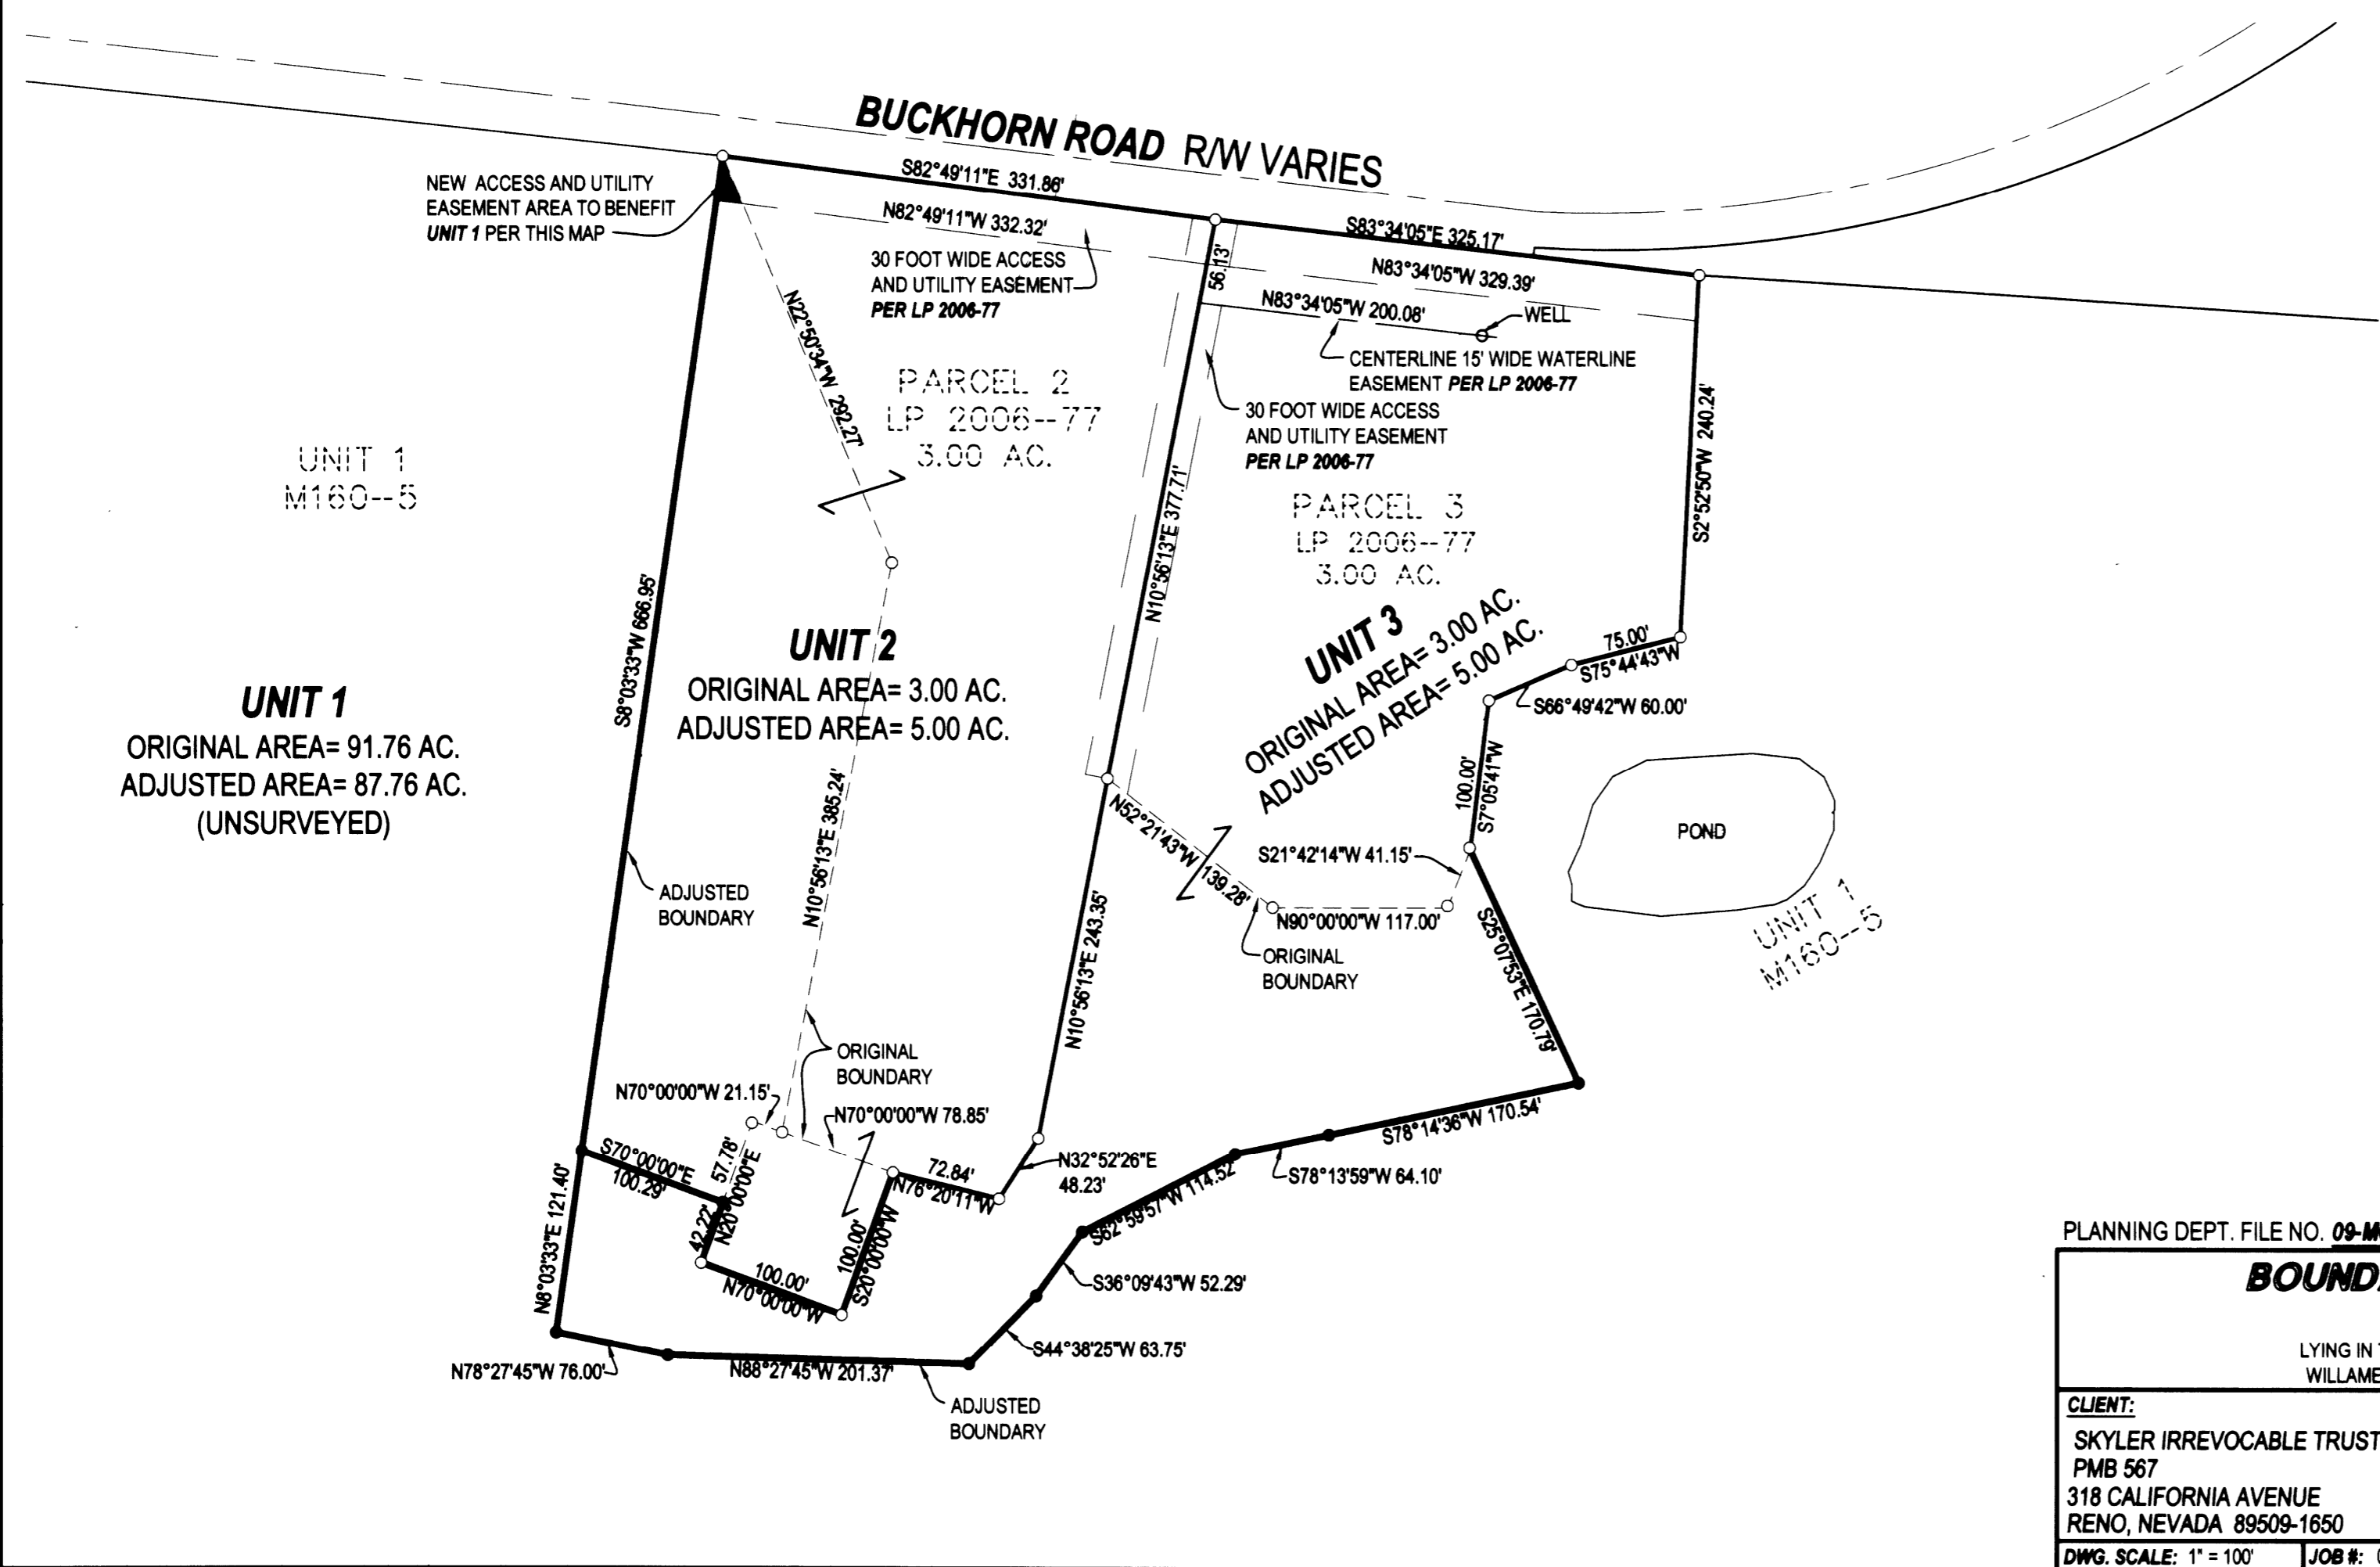 BUCKHORN ROAD R/W VARIES
S82°49'11"E 331.86'
N82°49'11"W 332.32'
S83°34'05"E 325.17'
N83°34'05"W 329.39'
N83°34'05"W 200.08'
56.13'
WELL
NEW ACCESS AND UTILITY
EASEMENT AREA TO BENEFIT
UNIT 1 PER THIS MAP
30 FOOT WIDE ACCESS
AND UTILITY EASEMENT
PER LP 2006-77
CENTERLINE 15' WIDE WATERLINE
EASEMENT PER LP 2006-77
30 FOOT WIDE ACCESS
AND UTILITY EASEMENT
PER LP 2006-77
N22°50'34"W 292.27'
PARCEL 2
LP 2006--77
3.00 AC.
UNIT 1
M160--5
PARCEL 3
LP 2006--77
3.00 AC.
S2°52'50"W 240.24'
N10°56'13"E 377.71'
S8°03'33"W 666.95'
UNIT 1
ORIGINAL AREA= 91.76 AC.
ADJUSTED AREA= 87.76 AC.
(UNSURVEYED)
UNIT 2
ORIGINAL AREA= 3.00 AC.
ADJUSTED AREA= 5.00 AC.
UNIT 3
ORIGINAL AREA= 3.00 AC.
ADJUSTED AREA= 5.00 AC.
75.00'
S75°44'43"W
S66°49'42"W 60.00'
100.00'
S7°05'41"W
POND
UNIT 1
M160--5
N10°56'13"E 385.24'
N52°21'43"W 139.28'
S21°42'14"W 41.15'
N90°00'00"W 117.00'
ORIGINAL
BOUNDARY
ADJUSTED
BOUNDARY
N10°56'13"E 243.35'
S25°07'53"E 170.79'
ORIGINAL
BOUNDARY
N70°00'00"W 21.15'
N70°00'00"W 78.85'
57.78'
N20°00'00"E
42.22'
S70°00'00"E
100.29'
N8°03'33"E 121.40'
72.84'
N76°20'11"W
N32°52'26"E
48.23'
100.00'
S20°00'00"W
100.00'
N70°00'00"W
S78°14'36"W 170.54'
S78°13'59"W 64.10'
S62°59'57"W 114.52'
S36°09'43"W 52.29'
S44°38'25"W 63.75'
N78°27'45"W 76.00'
N88°27'45"W 201.37'
ADJUSTED
BOUNDARY
PLANNING DEPT. FILE NO. 09-M
BOUND
LYING IN
WILLAME
CLIENT:
SKYLER IRREVOCABLE TRUST
PMB 567
318 CALIFORNIA AVENUE
RENO, NEVADA 89509-1650
DWG. SCALE: 1" = 100'
JOB #: